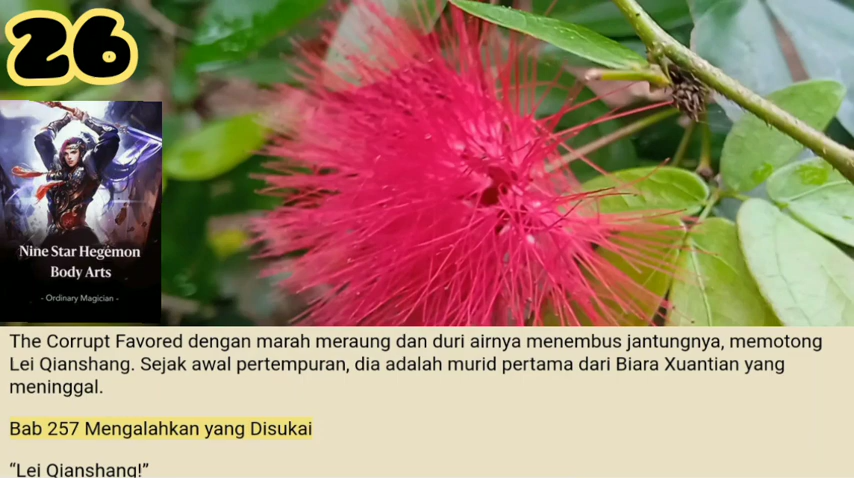 26
Nine Star Hegemon
Body Arts
- Ordinary Magician -
The Corrupt Favored dengan marah meraung dan duri airnya menembus jantungnya, memotong
Lei Qianshang. Sejak awal pertempuran, dia adalah murid pertama dari Biara Xuantian yang
meninggal.
Bab 257 Mengalahkan yang Disukai
“Lei Qianshang!”